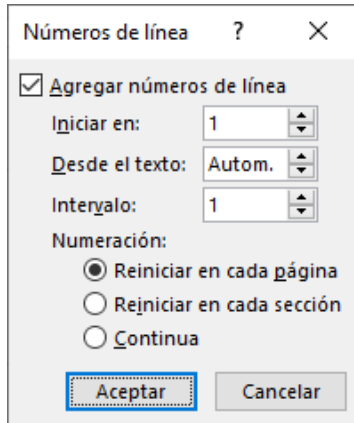 Números de línea ?
Agregar números de línea
Iniciar en: 1
Desde el texto: Autom.
Intervalo: 1
Numeración:
Reiniciar en cada página
Reiniciar en cada sección
Continua
Aceptar Cancelar